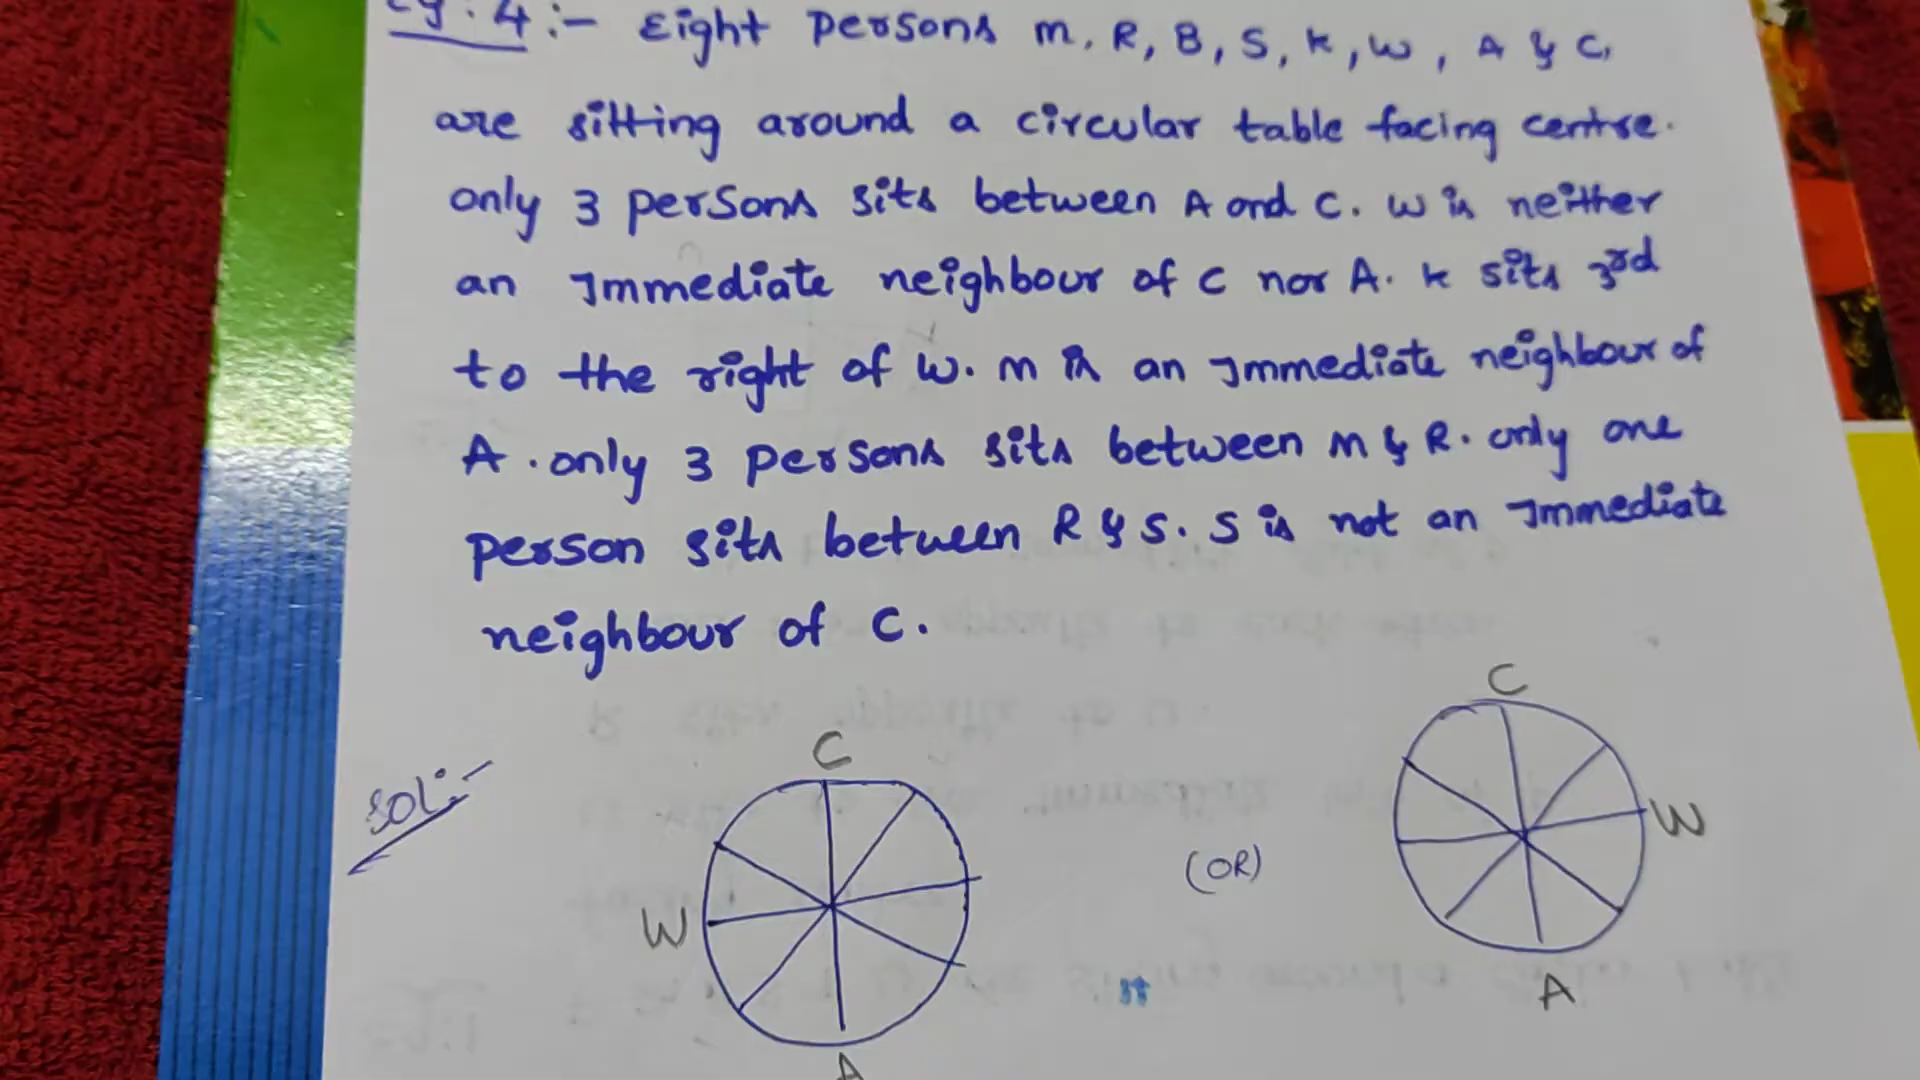 Eg. 4 :- Eight persons M, R, B, S, K, W, A & C,
are sitting around a circular table facing centre.
only 3 persons sits between A and C. W is neither
an Immediate neighbour of C nor A. K sits 3rd
to the right of W. M is an Immediate neighbour of
A. only 3 persons sits between M & R. only one
person sits between R & S. S is not an Immediate
neighbour of C.
SOL:-
C
W
A
(OR)
C
W
A